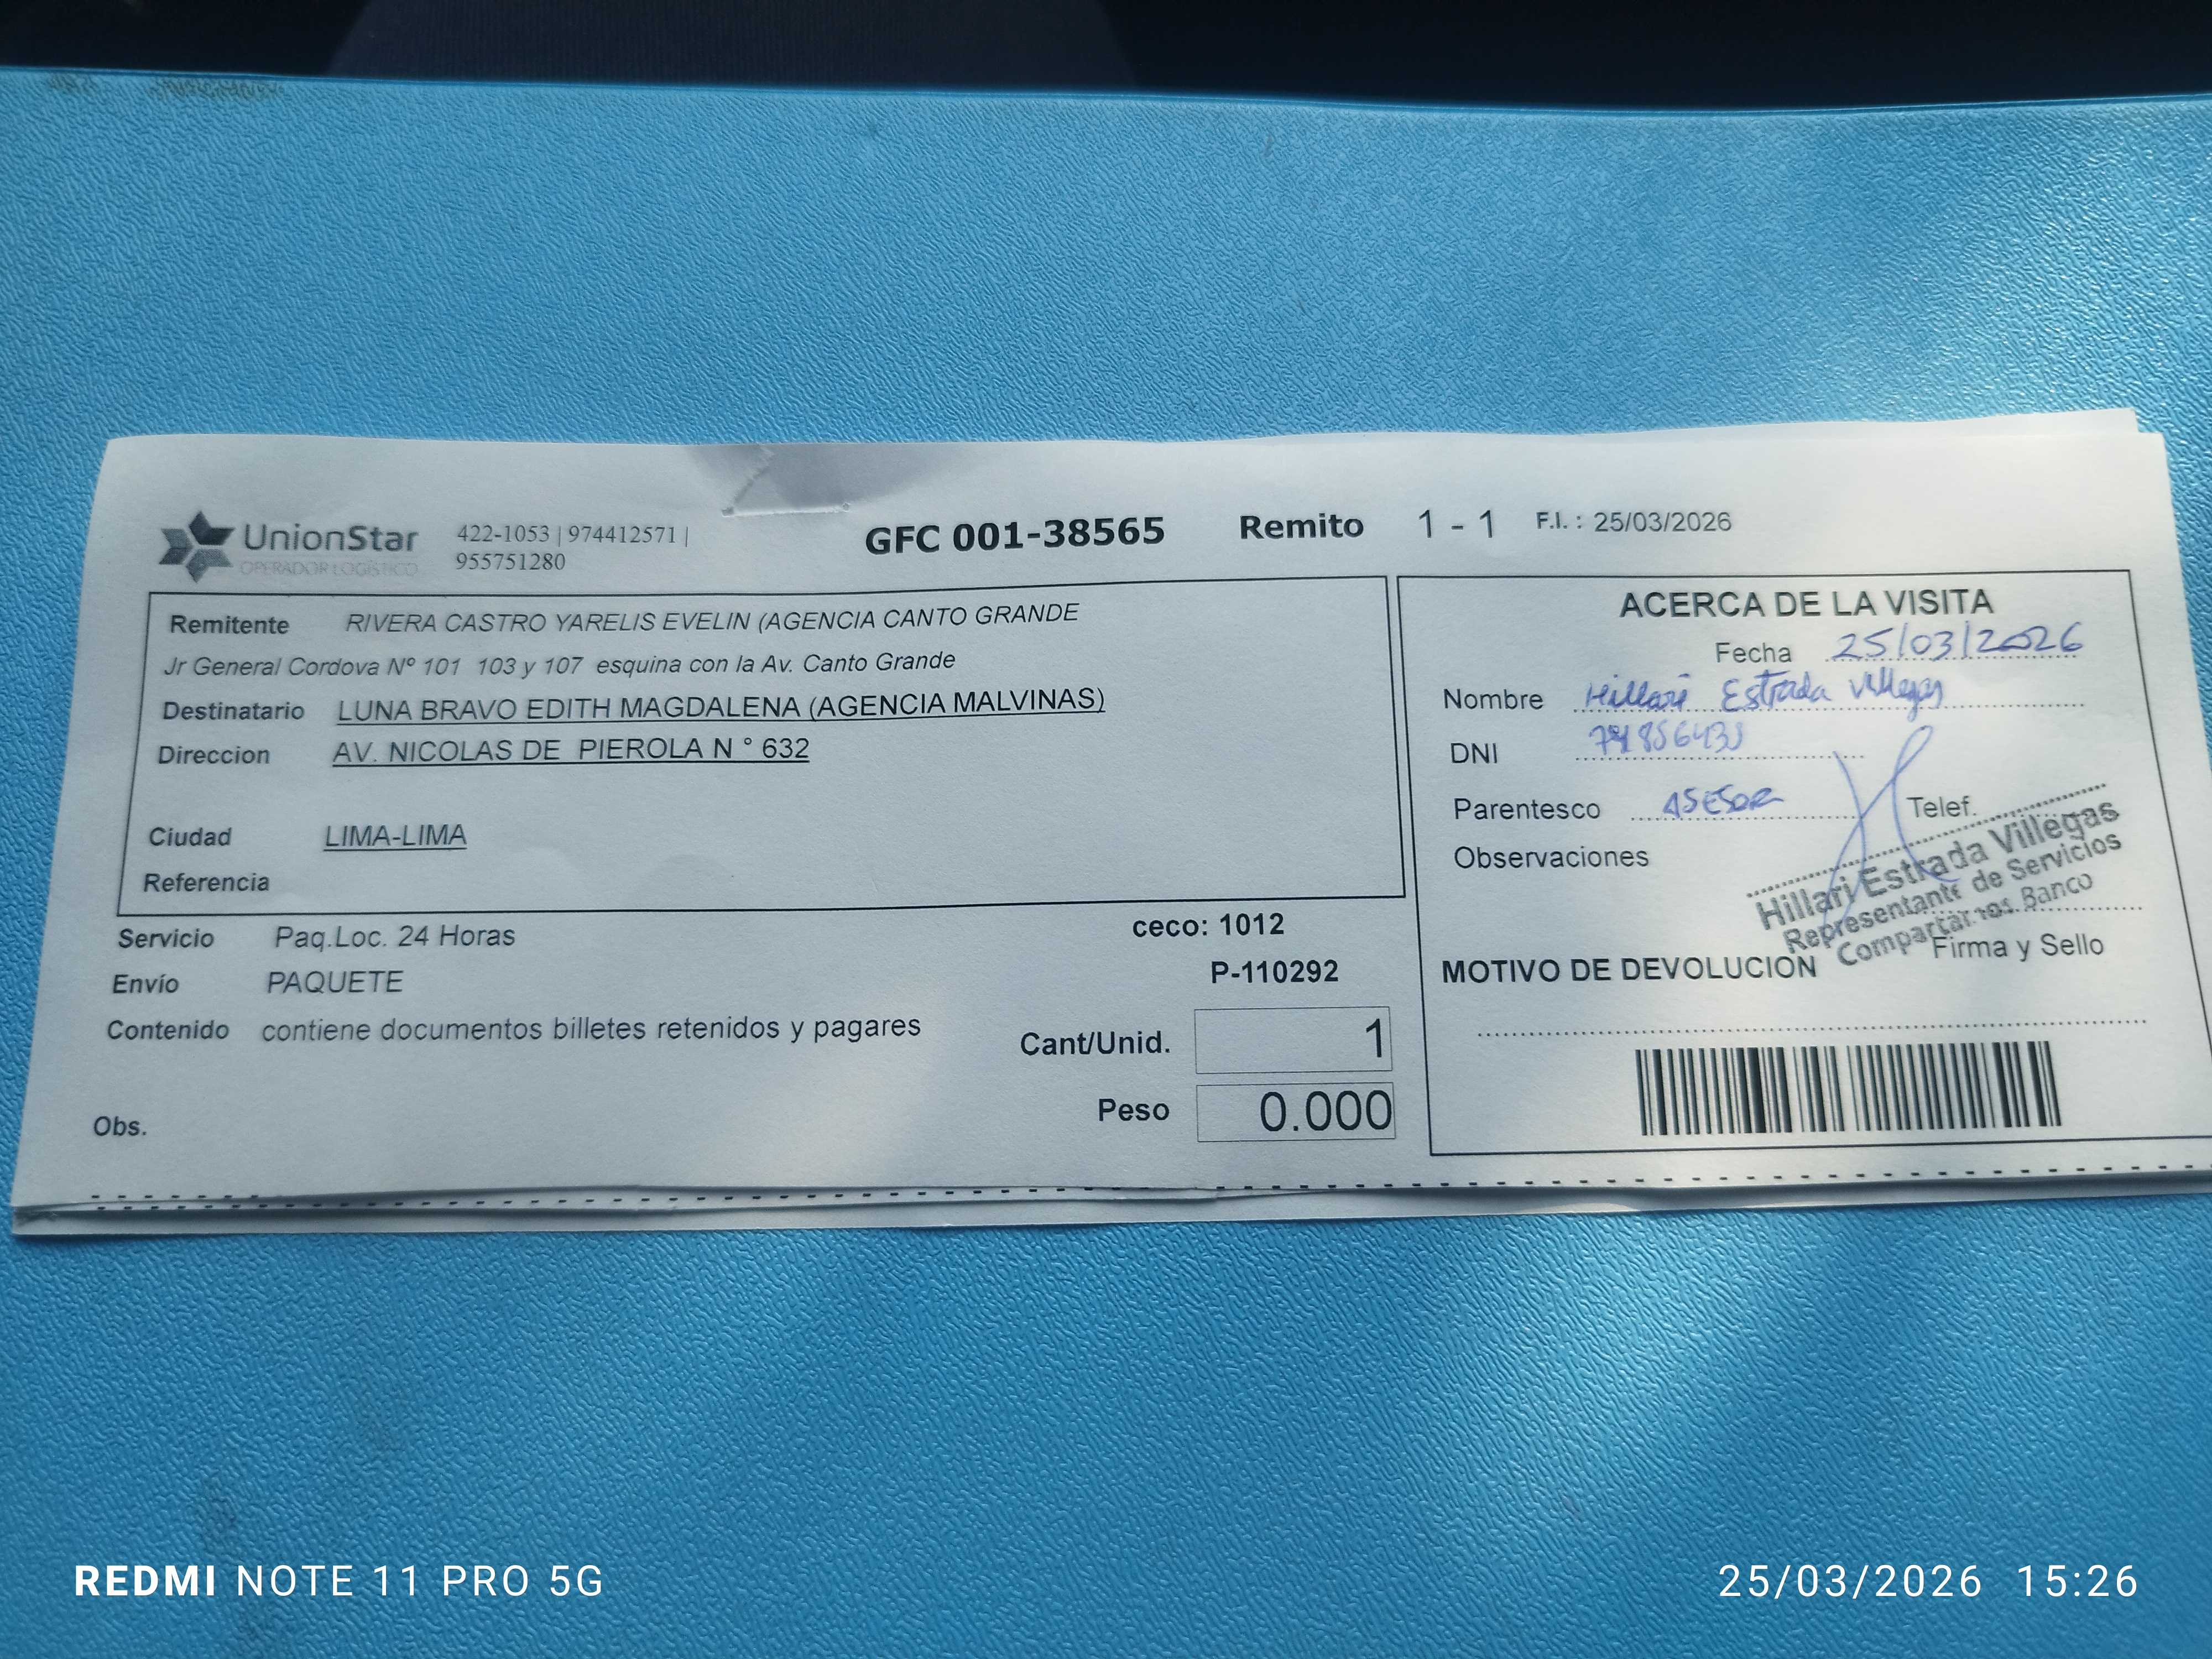 UnionStar
OPERADOR LOGÍSTICO
422-1053 | 974412571 |
955751280
GFC 001-38565
Remito 1 - 1 F.I. : 25/03/2026
Remitente RIVERA CASTRO YARELIS EVELIN (AGENCIA CANTO GRANDE
Jr General Cordova Nº 101 103 y 107 esquina con la Av. Canto Grande
Destinatario LUNA BRAVO EDITH MAGDALENA (AGENCIA MALVINAS)
Direccion AV. NICOLAS DE PIEROLA N ° 632
Ciudad LIMA-LIMA
Referencia
Servicio Paq.Loc. 24 Horas
ceco: 1012
Envío PAQUETE
P-110292
Contenido contiene documentos billetes retenidos y pagares
Cant/Unid. 1
Peso 0.000
Obs.
ACERCA DE LA VISITA
Fecha 25/03/2026
Nombre Hillari Estrada Villegas
DNI
Parentesco ASESOR Telef.
Observaciones
Hillari Estrada Villegas
Representante de Servicios
Compartamos Banco
Firma y Sello
MOTIVO DE DEVOLUCION
REDMI NOTE 11 PRO 5G
25/03/2026 15:26